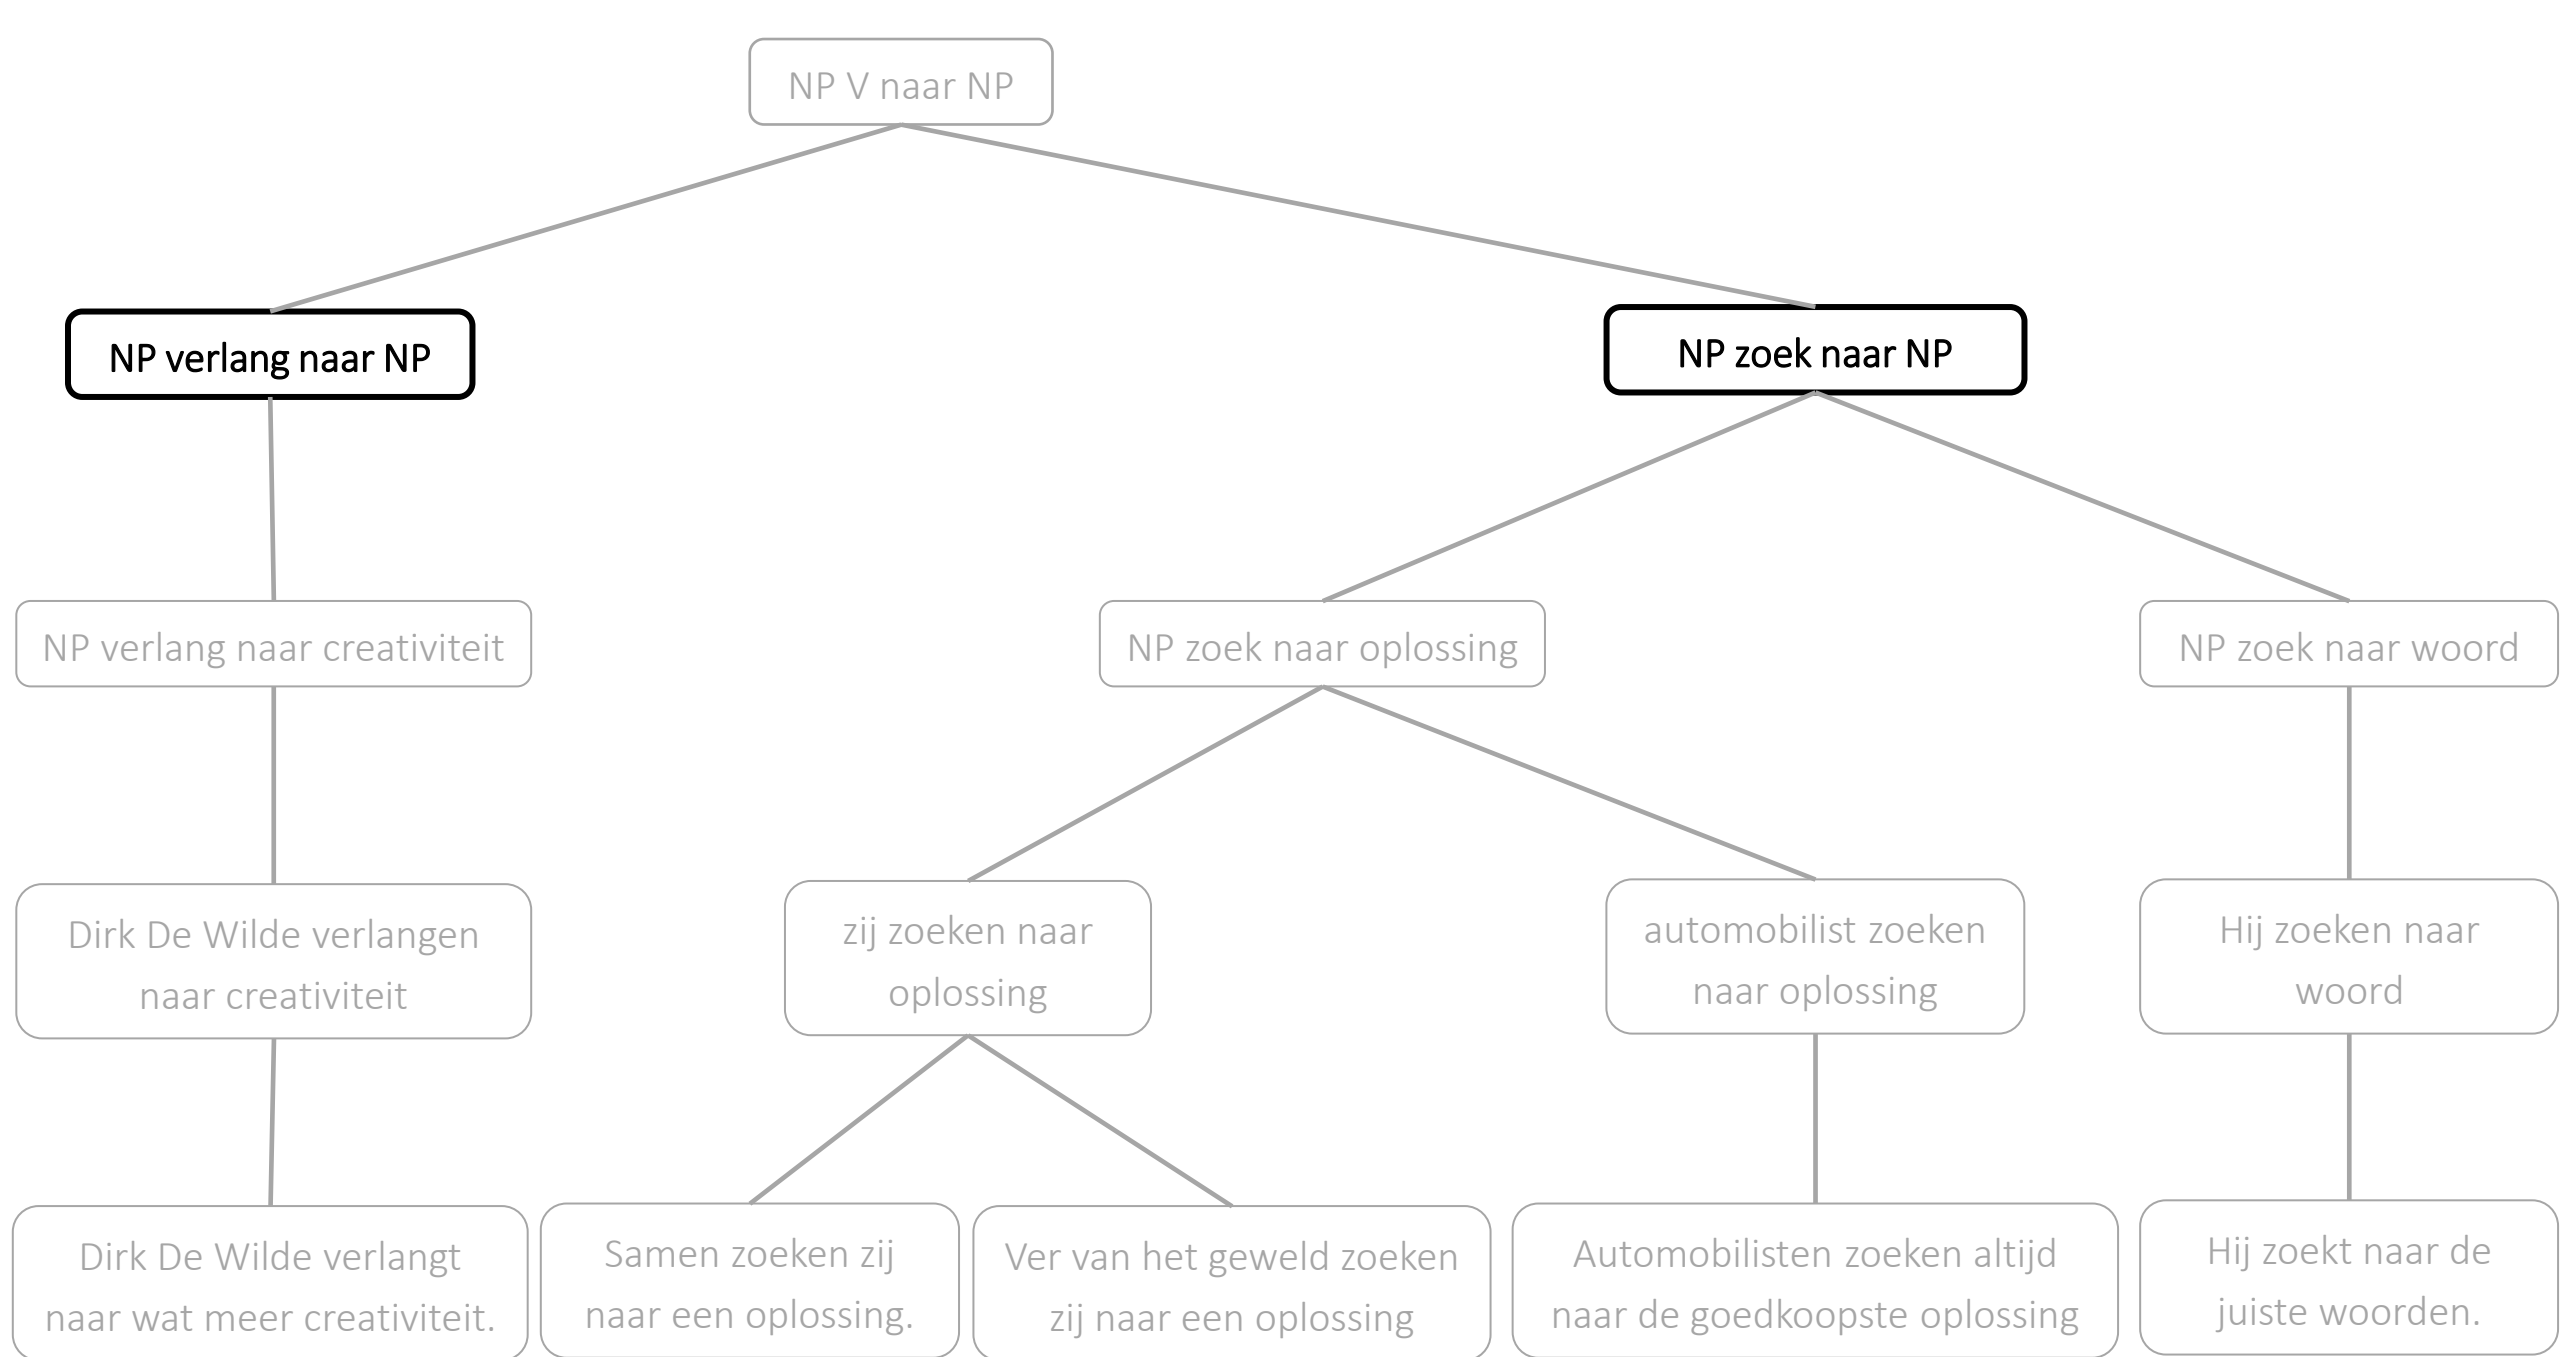 NP V naar NP
NP verlang naar NP
NP zoek naar NP
NP verlang naar creativiteit
NP zoek naar oplossing
NP zoek naar woord
Dirk De Wilde verlangen
naar creativiteit
zij zoeken naar
oplossing
automobilist zoeken
naar oplossing
Hij zoeken naar
woord
Dirk De Wilde verlangt
naar wat meer creativiteit.
Samen zoeken zij
naar een oplossing.
Ver van het geweld zoeken
zij naar een oplossing
Automobilisten zoeken altijd
naar de goedkoopste oplossing
Hij zoekt naar de
juiste woorden.